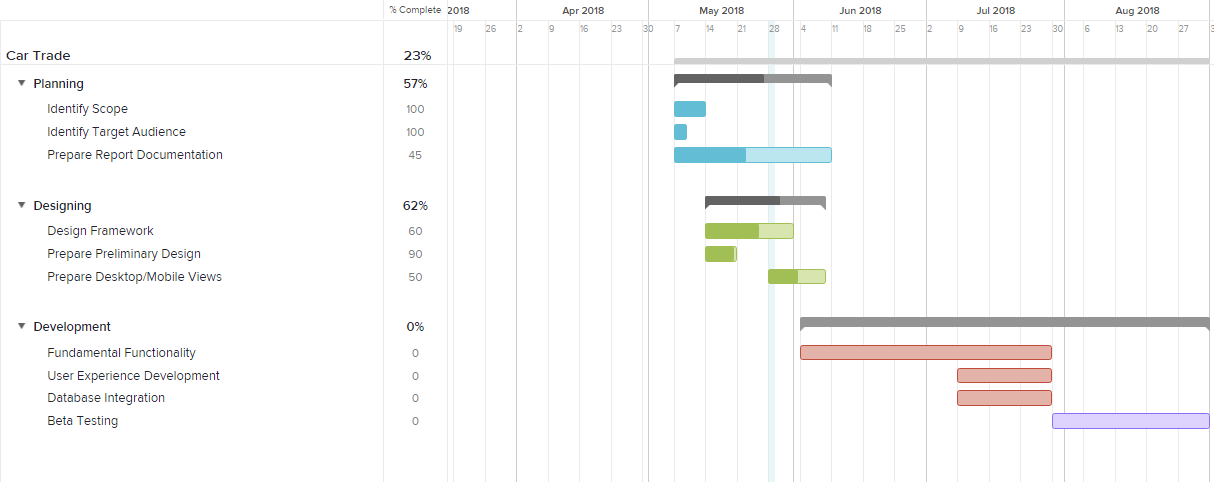 % Complete 2018 Apr 2018 May 2018 Jun 2018 Jul 2018 Aug 2018
19 26 2 9 16 23 30 7 14 21 28 4 11 18 25 2 9 16 23 30 6 13 20 27
Car Trade 23%
Planning 57%
Identify Scope 100
Identify Target Audience 100
Prepare Report Documentation 45
Designing 62%
Design Framework 60
Prepare Preliminary Design 90
Prepare Desktop/Mobile Views 50
Development 0%
Fundamental Functionality 0
User Experience Development 0
Database Integration 0
Beta Testing 0